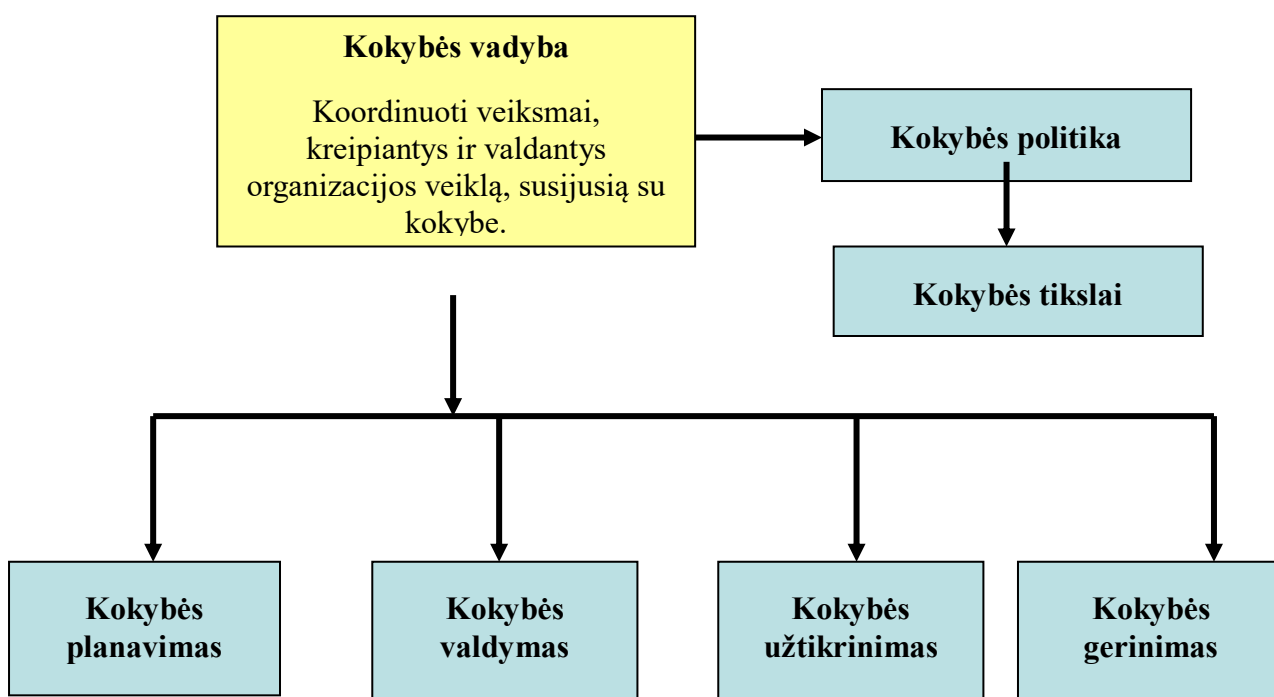 Kokybės vadyba
Koordinuoti veiksmai,
kreipiantys ir valdantys
organizacijos veiklą, susijusią su
kokybe.
Kokybės politika
Kokybės tikslai
Kokybės
planavimas
Kokybės
valdymas
Kokybės
užtikrinimas
Kokybės
gerinimas